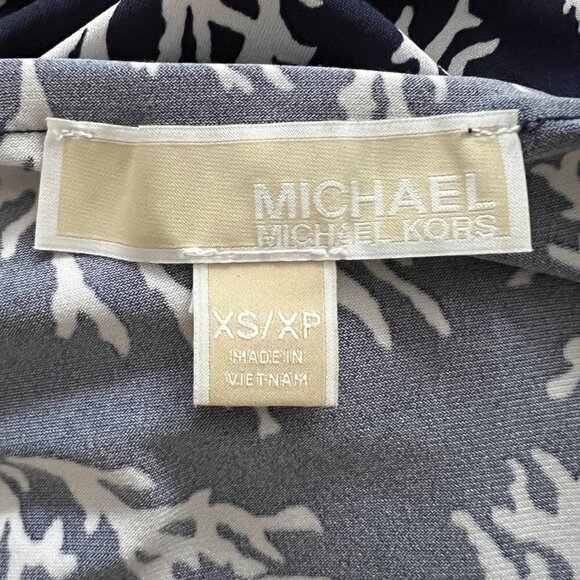 MICHAEL
MICHAEL KORS
XS/XP
MADE IN
VIETNAM